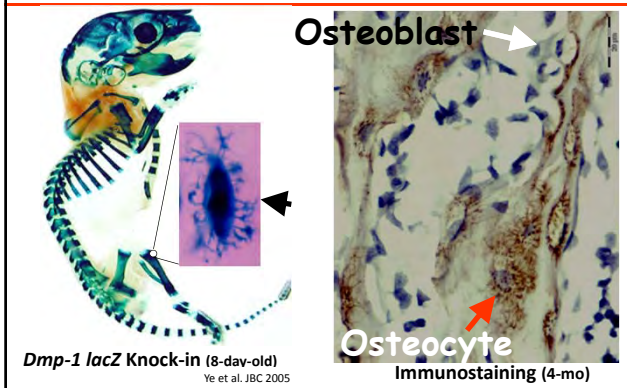 Osteoblast
Osteocyte
Dmp-1 lacZ Knock-in (8-day-old)
Ye et al. JBC 2005
Immunostaining (4-mo)